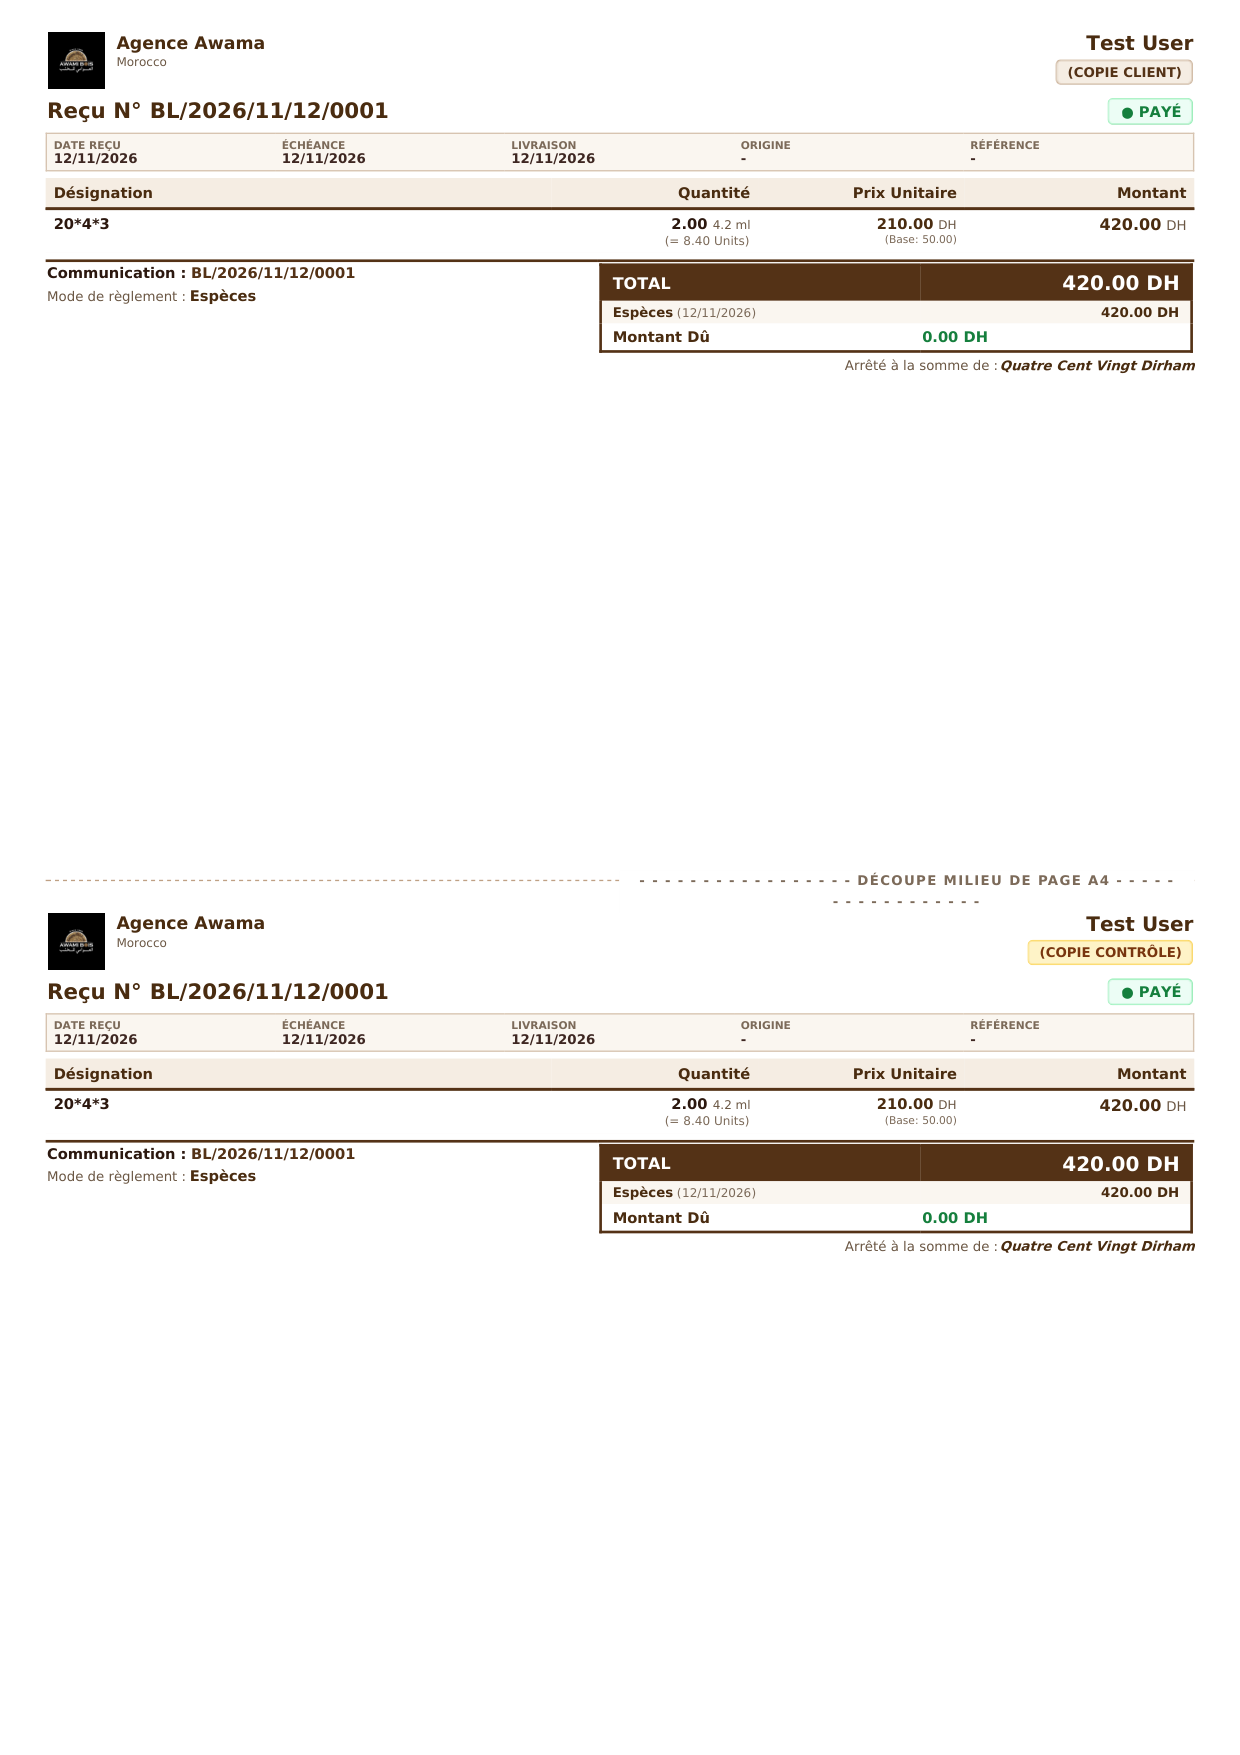 Agence Awama
Morocco
Test User
(COPIE CLIENT)
AWAMI BOIS
Reçu N° BL/2026/11/12/0001
● PAYÉ
DATE REÇU ÉCHÉANCE LIVRAISON ORIGINE RÉFÉRENCE
12/11/2026 12/11/2026 12/11/2026 - -
Désignation Quantité Prix Unitaire Montant
20*4*3 2.00 4.2 ml 210.00 DH 420.00 DH
(= 8.40 Units) (Base: 50.00)
Communication : BL/2026/11/12/0001
Mode de règlement : Espèces
TOTAL 420.00 DH
Espèces (12/11/2026) 420.00 DH
Montant Dû 0.00 DH
Arrêté à la somme de : Quatre Cent Vingt Dirham
- - - - - - - - - - - - - - - - DÉCOUPE MILIEU DE PAGE A4 - - - - -
- - - - - - - - - - - -
Agence Awama
Morocco
Test User
(COPIE CONTRÔLE)
AWAMI BOIS
Reçu N° BL/2026/11/12/0001
● PAYÉ
DATE REÇU ÉCHÉANCE LIVRAISON ORIGINE RÉFÉRENCE
12/11/2026 12/11/2026 12/11/2026 - -
Désignation Quantité Prix Unitaire Montant
20*4*3 2.00 4.2 ml 210.00 DH 420.00 DH
(= 8.40 Units) (Base: 50.00)
Communication : BL/2026/11/12/0001
Mode de règlement : Espèces
TOTAL 420.00 DH
Espèces (12/11/2026) 420.00 DH
Montant Dû 0.00 DH
Arrêté à la somme de : Quatre Cent Vingt Dirham